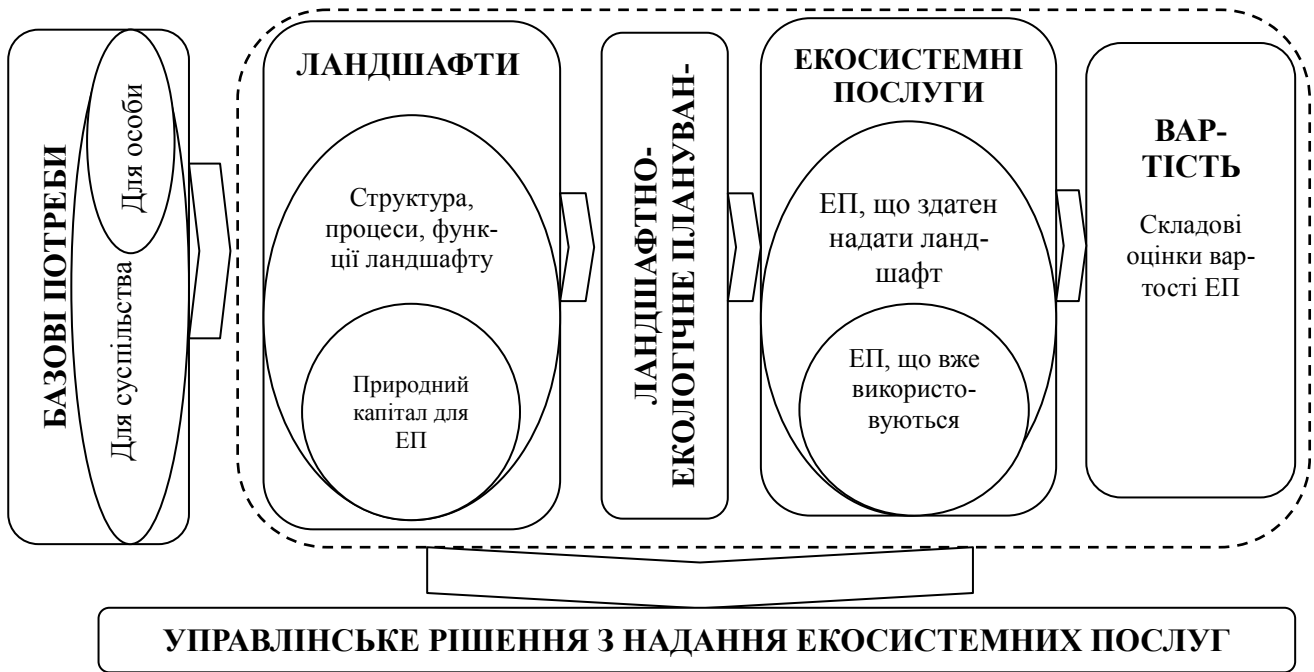 БАЗОВІ ПОТРЕБИ
Для суспільства
Для особи
ЛАНДШАФТИ
Структура,
процеси, функ-
ції ландшафту
Природний
капітал для
ЕП
ЛАНДШАФТНО-
ЕКОЛОГІЧНЕ ПЛАНУВАН-
ЕКОСИСТЕМНІ
ПОСЛУГИ
ЕП, що здатен
надати ланд-
шафт
ЕП, що вже
використо-
вуються
ВАР-
ТІСТЬ
Складові
оцінки вар-
тості ЕП
УПРАВЛІНСЬКЕ РІШЕННЯ З НАДАННЯ ЕКОСИСТЕМНИХ ПОСЛУГ